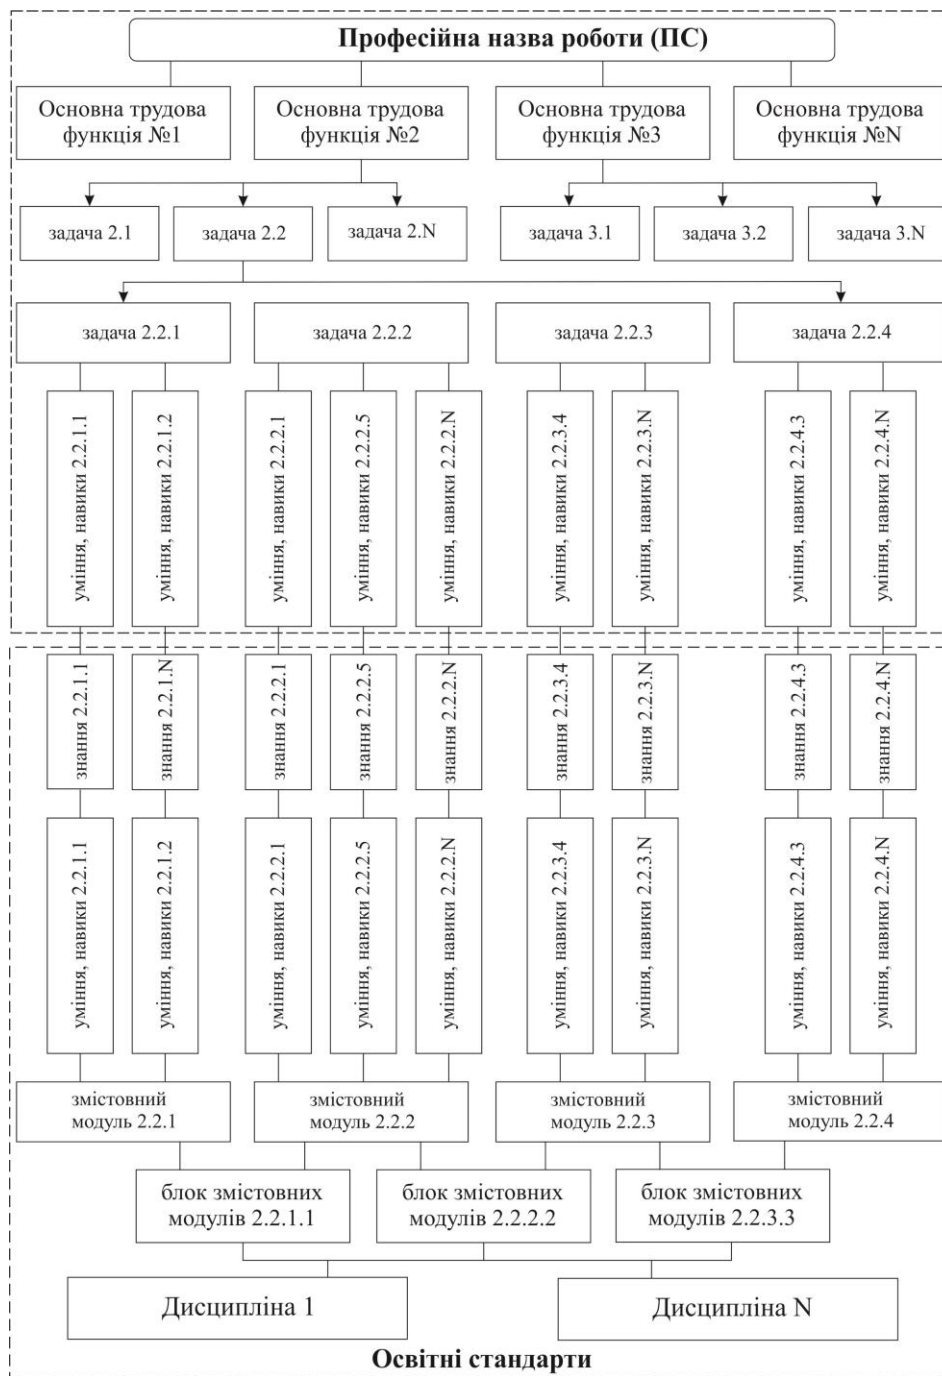 Професійна назва роботи (ПС)
Основна трудова
функція №1
Основна трудова
функція №2
Основна трудова
функція №3
Основна трудова
функція №N
задача 2.1
задача 2.2
задача 2.N
задача 3.1
задача 3.2
задача 3.N
задача 2.2.1
задача 2.2.2
задача 2.2.3
задача 2.2.4
уміння, навики 2.2.1.1
уміння, навики 2.2.1.2
уміння, навики 2.2.2.1
уміння, навики 2.2.2.5
уміння, навики 2.2.2.N
уміння, навики 2.2.3.4
уміння, навики 2.2.3.N
уміння, навики 2.2.4.3
уміння, навики 2.2.4.N
знання 2.2.1.1
знання 2.2.1.N
знання 2.2.2.1
знання 2.2.2.5
знання 2.2.2.N
знання 2.2.3.4
знання 2.2.3.N
знання 2.2.4.3
знання 2.2.4.N
уміння, навики 2.2.1.1
уміння, навики 2.2.1.2
уміння, навики 2.2.2.1
уміння, навики 2.2.2.5
уміння, навики 2.2.2.N
уміння, навики 2.2.3.4
уміння, навики 2.2.3.N
уміння, навики 2.2.4.3
уміння, навики 2.2.4.N
змістовний
модуль 2.2.1
змістовний
модуль 2.2.2
змістовний
модуль 2.2.3
змістовний
модуль 2.2.4
блок змістовних
модулів 2.2.1.1
блок змістовних
модулів 2.2.2.2
блок змістовних
модулів 2.2.3.3
Дисципліна 1
Дисципліна N
Освітні стандарти